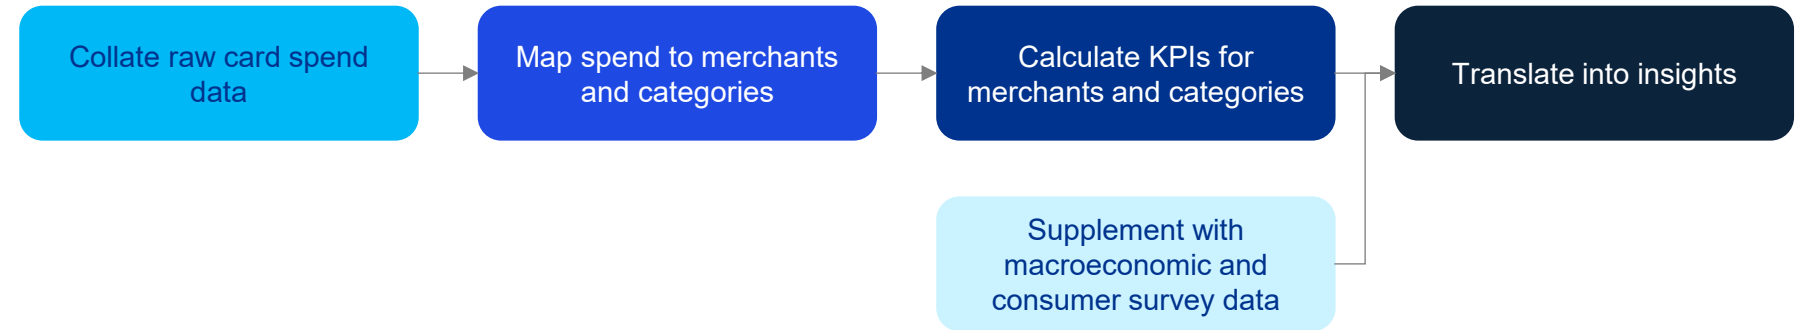 Collate raw card spend
data
Map spend to merchants
and categories
Calculate KPIs for
merchants and categories
Translate into insights
Supplement with
macroeconomic and
consumer survey data